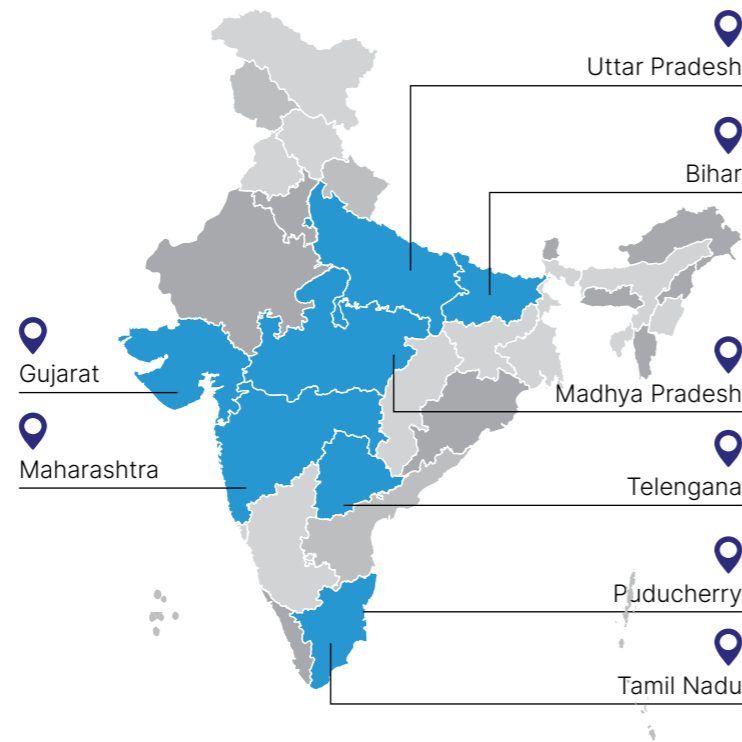 Uttar Pradesh
Bihar
Gujarat
Madhya Pradesh
Maharashtra
Telengana
Puducherry
Tamil Nadu